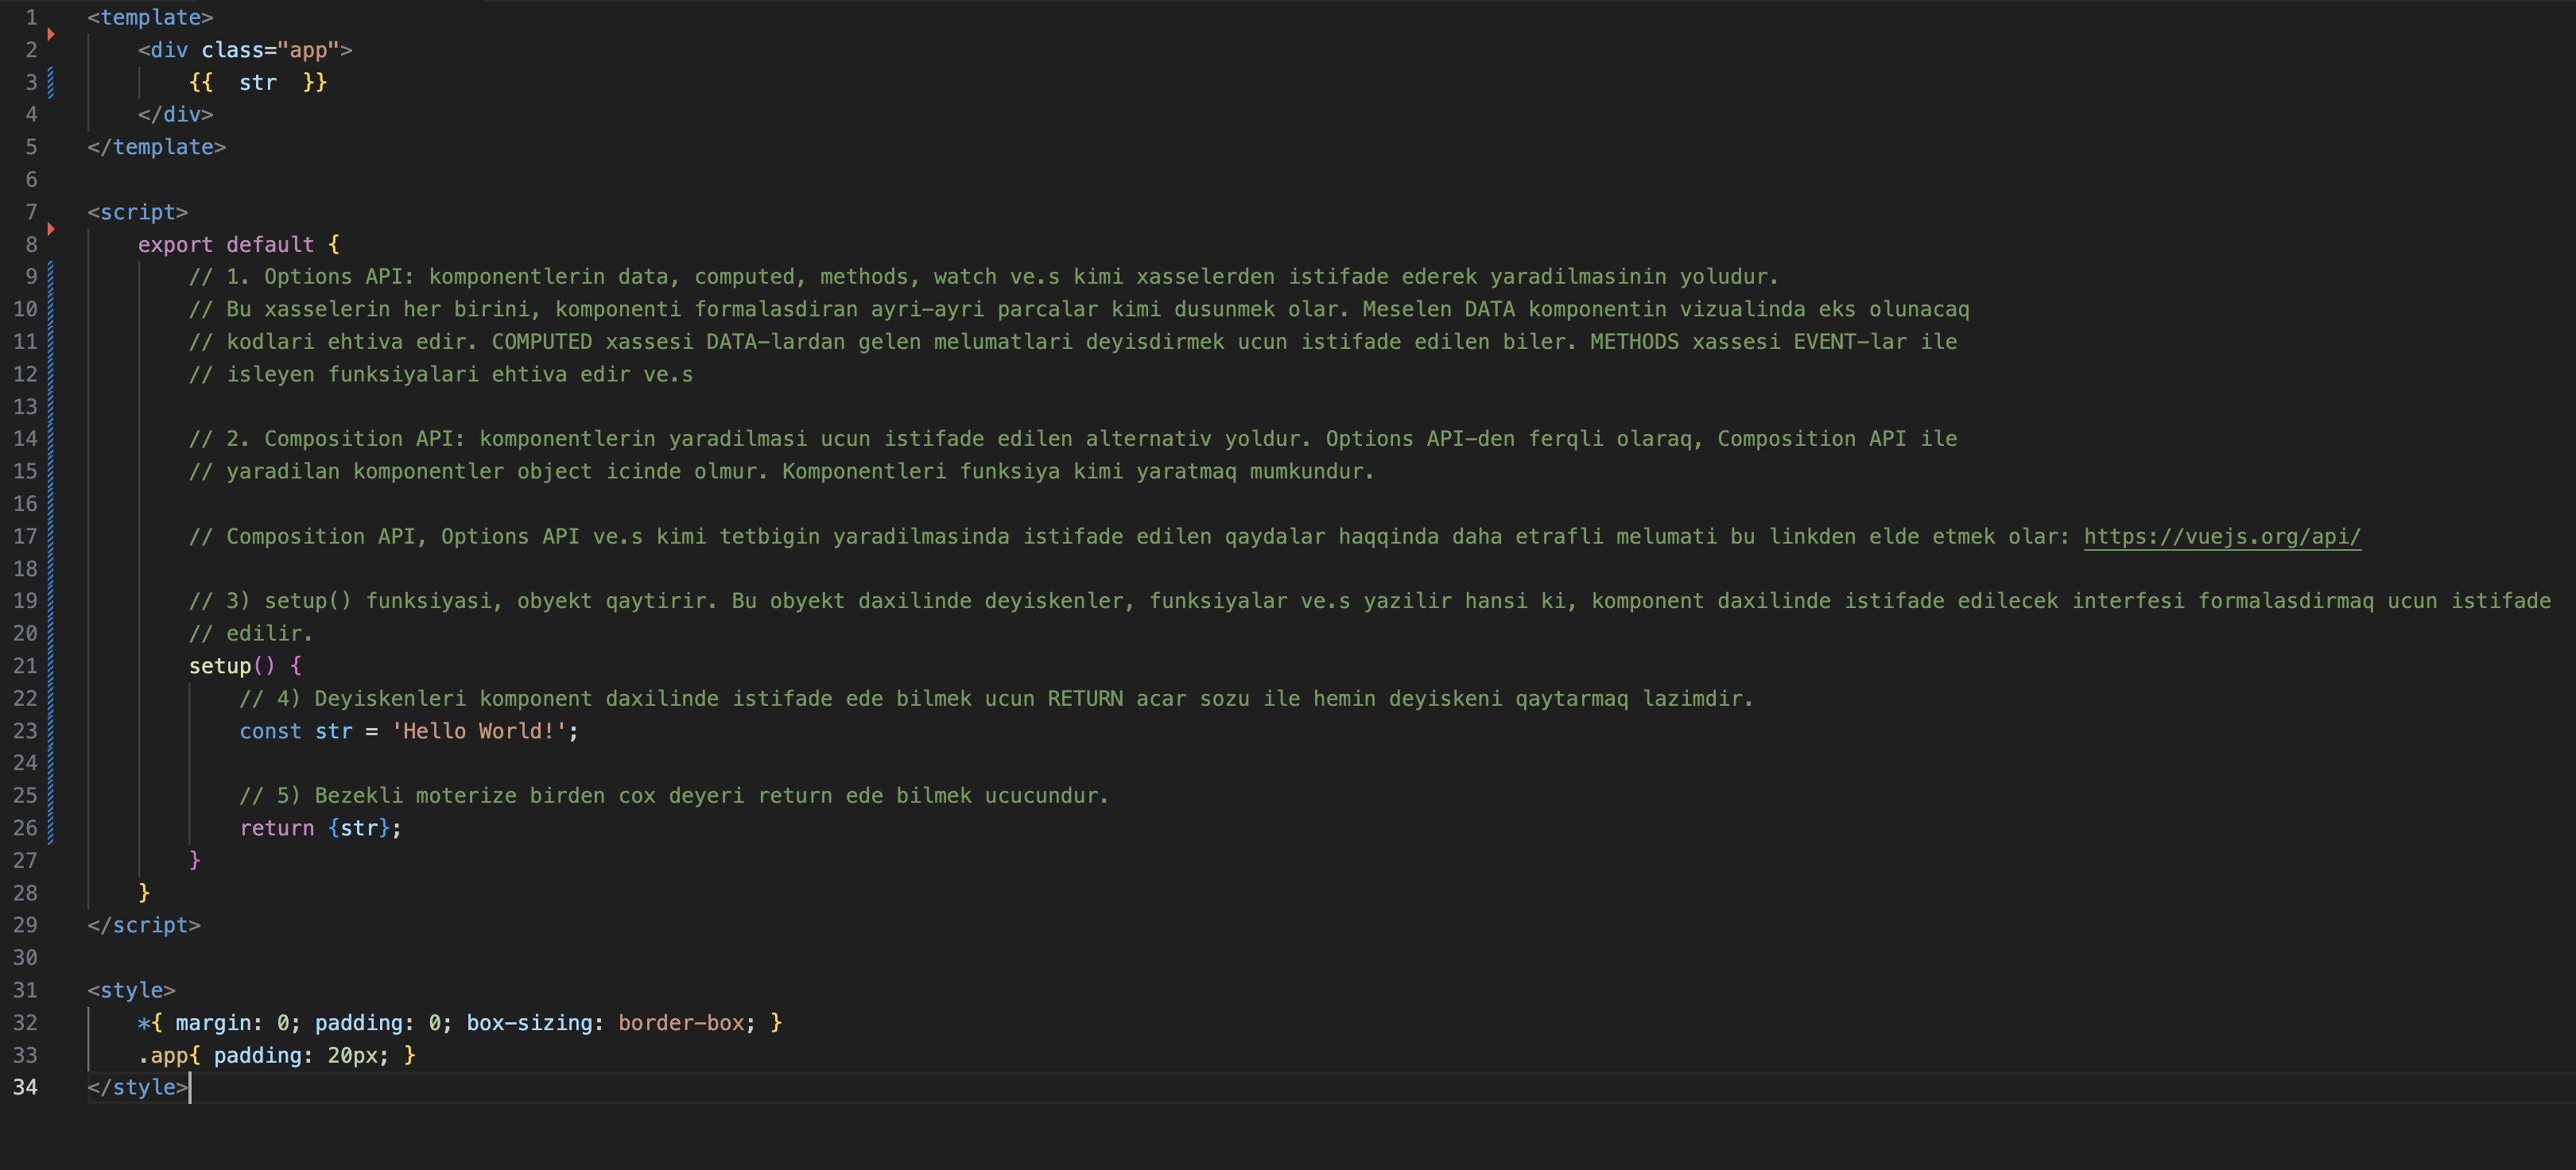 1 <template>
2 <div class="app">
3 {{  str  }}
4 </div>
5 </template>
6
7 <script>
8 export default {
9 // 1. Options API: komponentlerin data, computed, methods, watch ve.s kimi xasselerden istifade ederek yaradilmasinin yoludur.
10 // Bu xasselerin her birini, komponenti formalasdiran ayri-ayri parcalar kimi dusunmek olar. Meselen DATA komponentin vizualinda eks olunacaq
11 // kodlari ehtiva edir. COMPUTED xassesi DATA-lardan gelen melumatlari deyisdirmek ucun istifade edilen biler. METHODS xassesi EVENT-lar ile
12 // isleyen funksiyalari ehtiva edir ve.s
13
14 // 2. Composition API: komponentlerin yaradilmasi ucun istifade edilen alternativ yoldur. Options API-den ferqli olaraq, Composition API ile
15 // yaradilan komponentler object icinde olmur. Komponentleri funksiya kimi yaratmaq mumkundur.
16
17 // Composition API, Options API ve.s kimi tetbigin yaradilmasinda istifade edilen qaydalar haqqinda daha etrafli melumati bu linkden elde etmek olar: https://vuejs.org/api/
18
19 // 3) setup() funksiyasi, obyekt qaytirir. Bu obyekt daxilinde deyiskenler, funksiyalar ve.s yazilir hansi ki, komponent daxilinde istifade edilecek interfesi formalasdirmaq ucun istifade
20 // edilir.
21 setup() {
22 // 4) Deyiskenleri komponent daxilinde istifade ede bilmek ucun RETURN acar sozu ile hemin deyiskeni qaytarmaq lazimdir.
23 const str = 'Hello World!';
24
25 // 5) Bezekli moterize birden cox deyeri return ede bilmek ucucundur.
26 return {str};
27 }
28 }
29 </script>
30
31 <style>
32 *{ margin: 0; padding: 0; box-sizing: border-box; }
33 .app{ padding: 20px; }
34 </style>